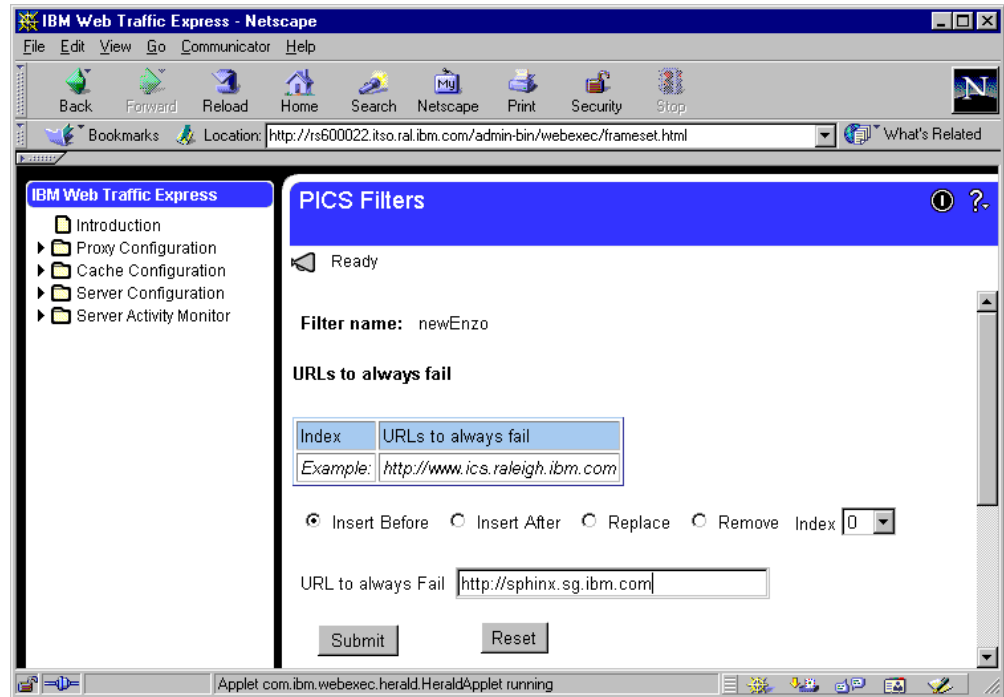 IBM Web Traffic Express - Netscape
File Edit View Go Communicator Help
Back Forward Reload Home Search Netscape Print Security Stop
My
N
Bookmarks Location: http://rs600022.itso.ral.ibm.com/admin-bin/webexec/frameset.html What's Related
IBM Web Traffic Express
Introduction
Proxy Configuration
Cache Configuration
Server Configuration
Server Activity Monitor
PICS Filters
?
Ready
Filter name: newEnzo
URLs to always fail
Index URLs to always fail
Example: http://www.ics.raleigh.ibm.com
Insert Before Insert After Replace Remove Index 0
URL to always Fail http://sphinx.sg.ibm.com
Submit Reset
Applet com.ibm.webexec.herald.HeraldApplet running